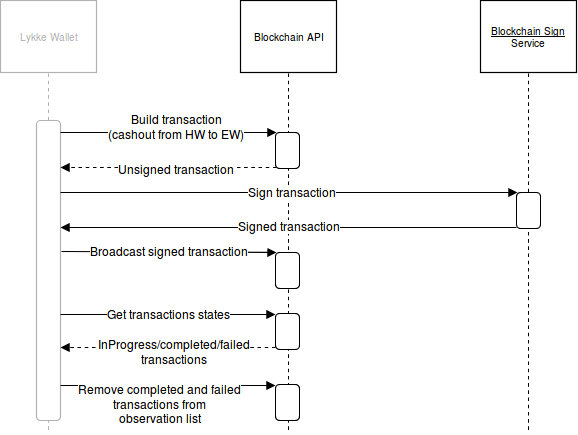 Lykke Wallet
Blockchain API
Blockchain Sign
Service
Build transaction
(cashout from HW to EW)
Unsigned transaction
Sign transaction
Signed transaction
Broadcast signed transaction
Get transactions states
InProgress/completed/failed
transactions
Remove completed and failed
transactions from
observation list